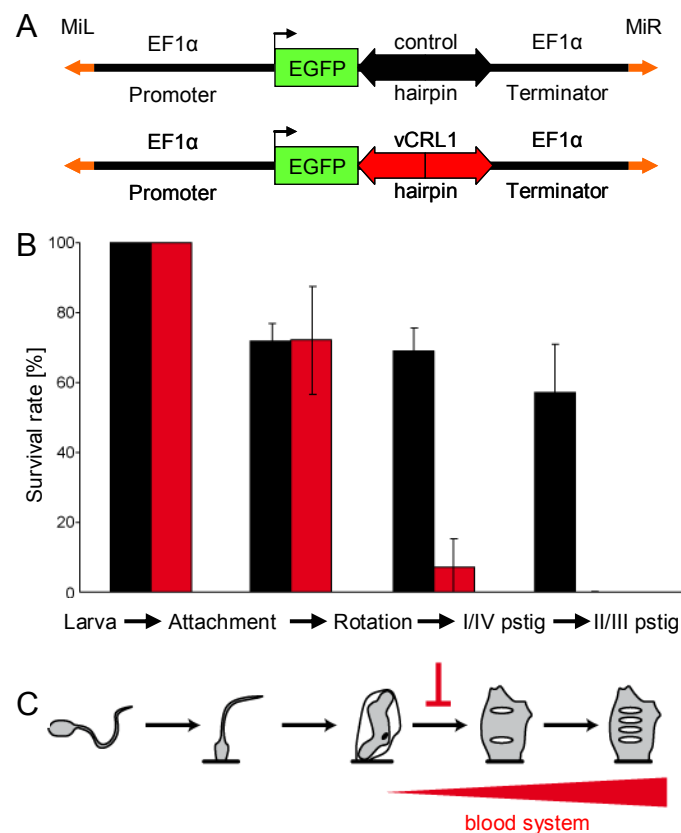 A
MiL EF1α control EF1α MiR
EGFP
Promoter hairpin Terminator
EF1α vCRL1 EF1α
EGFP
Promoter hairpin Terminator
B
Survival rate [%]
100
80
60
40
20
0
Larva Attachment Rotation I/IV pstig II/III pstig
C
blood system